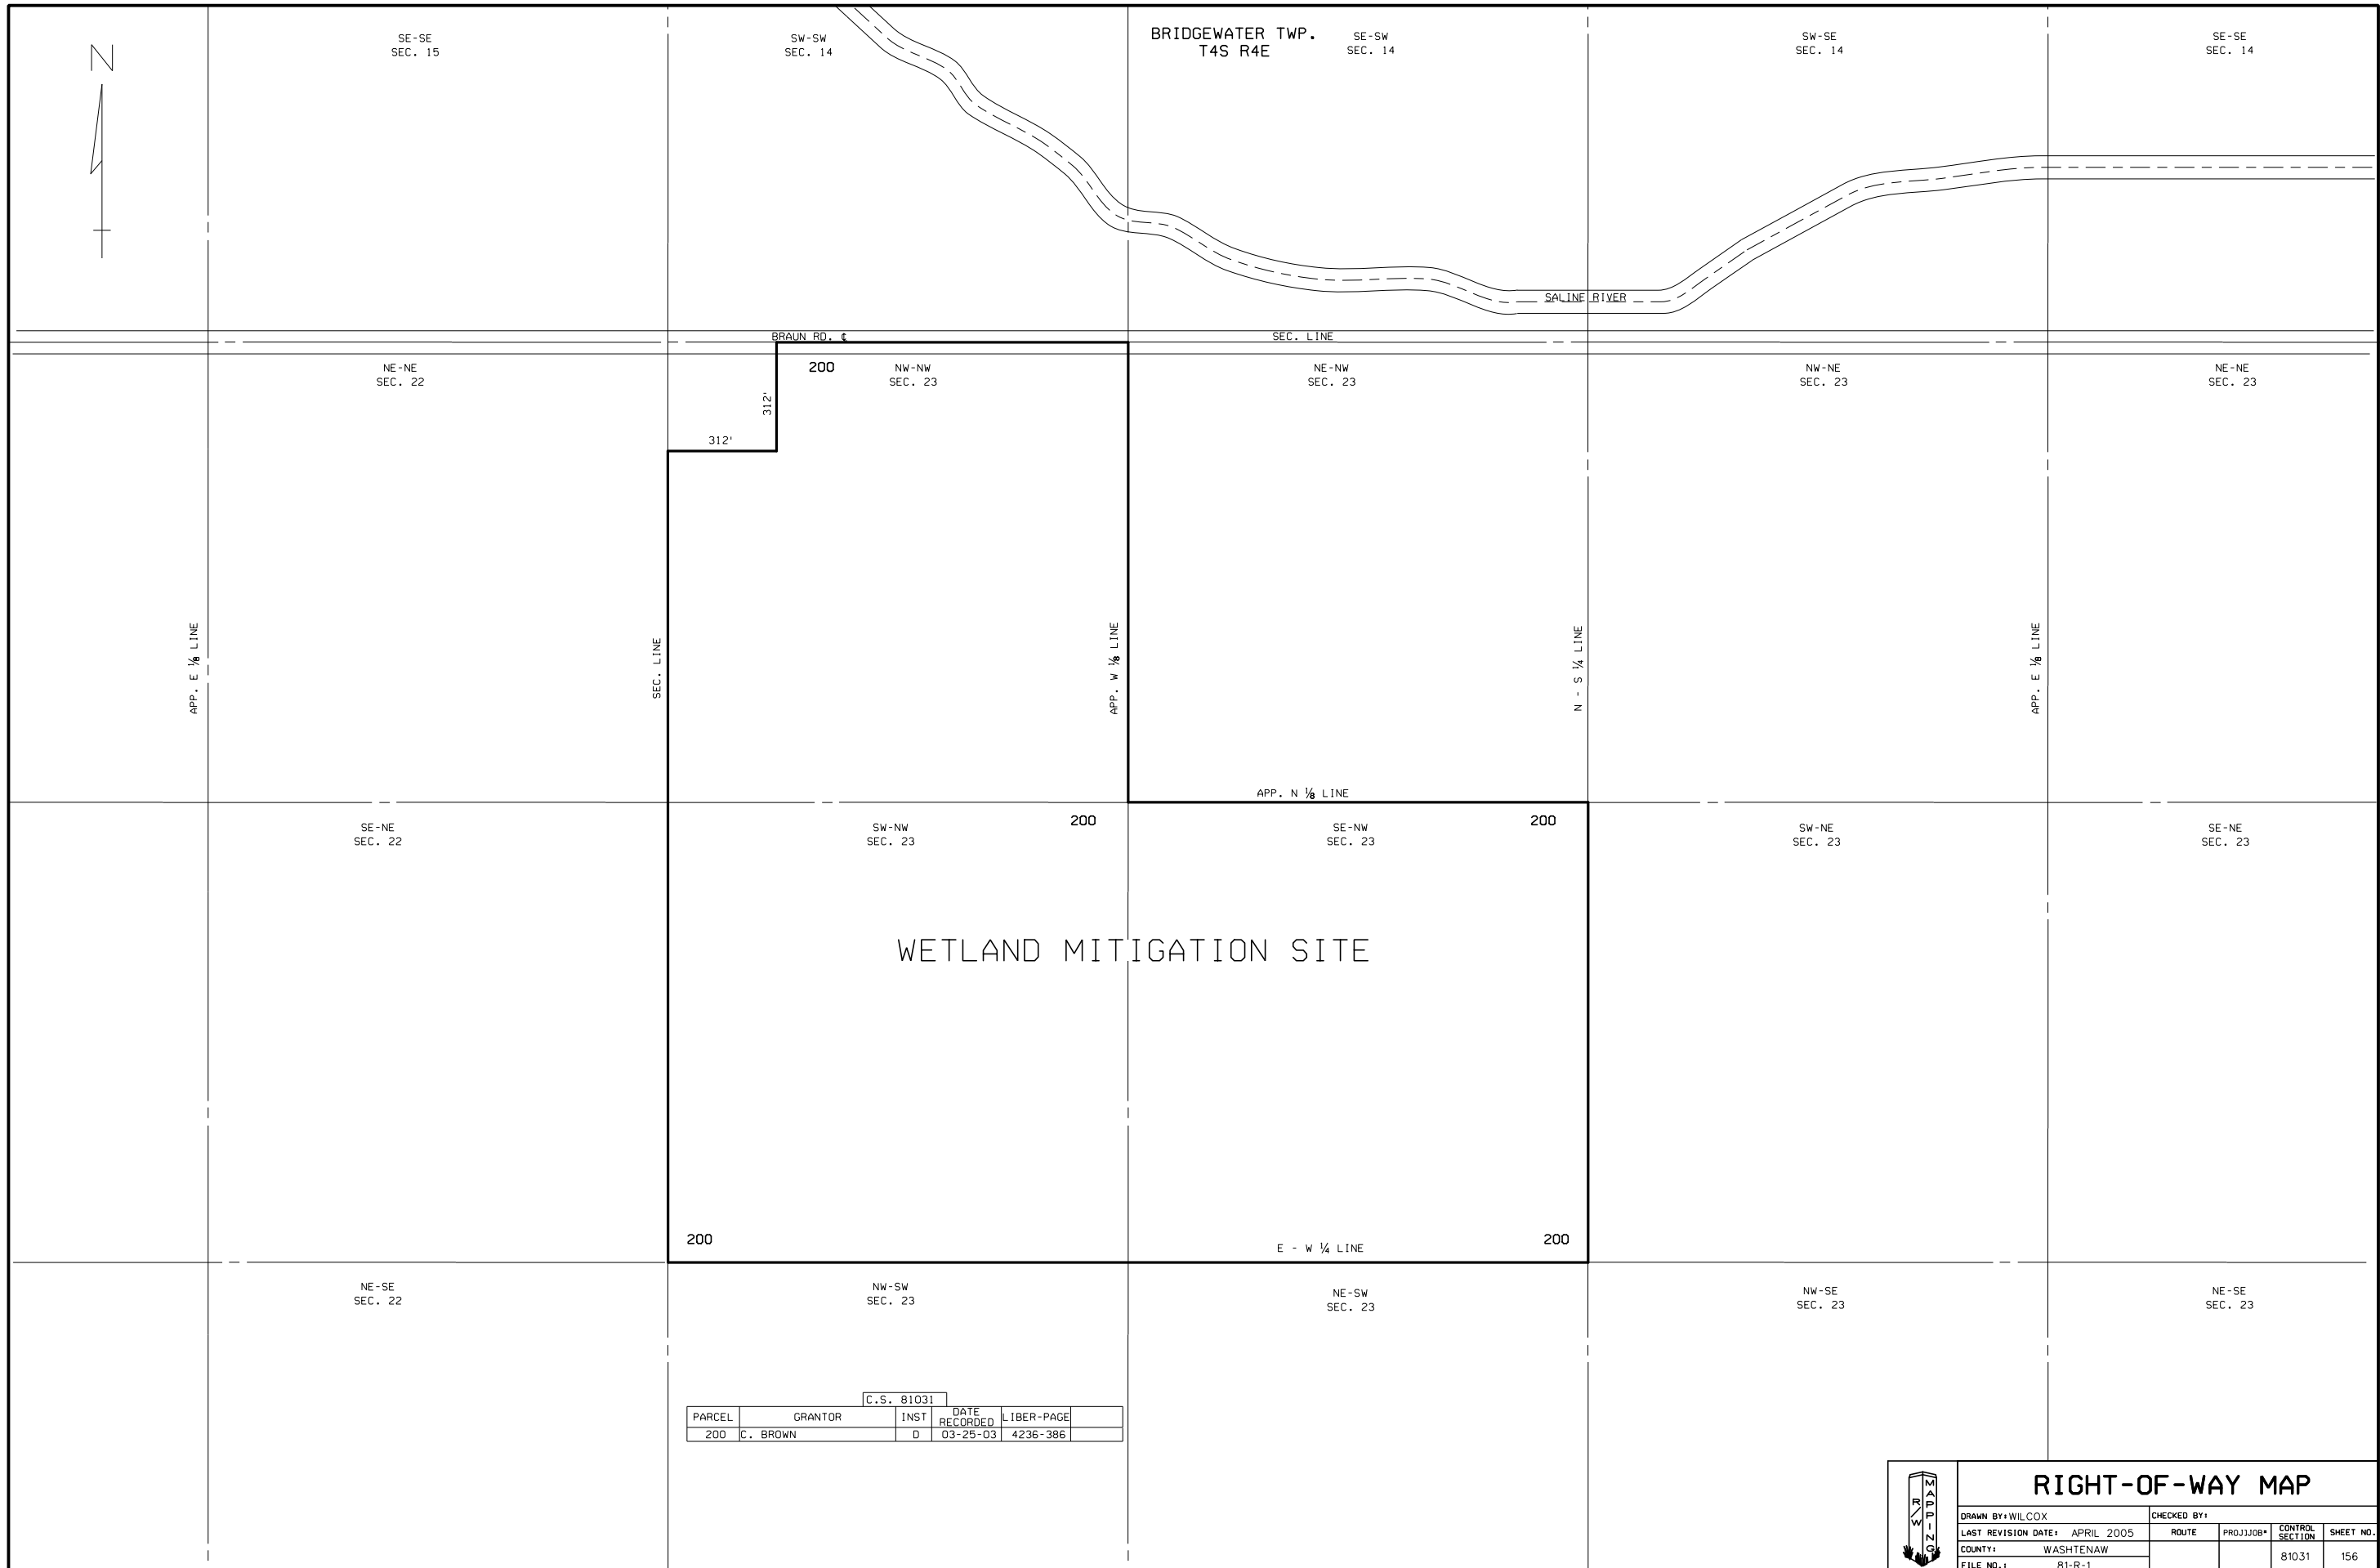 N
SE-SE
SEC. 15
SW-SW
SEC. 14
BRIDGEWATER TWP.
T4S R4E
SE-SW
SEC. 14
SW-SE
SEC. 14
SE-SE
SEC. 14
SALINE RIVER
BRAUN RD. ℄
SEC. LINE
NE-NE
SEC. 22
200
NW-NW
SEC. 23
NE-NW
SEC. 23
NW-NE
SEC. 23
NE-NE
SEC. 23
312'
312'
APP. E ⅛ LINE
SEC. LINE
APP. W ⅛ LINE
N - S ¼ LINE
APP. E ⅛ LINE
APP. N ⅛ LINE
SE-NE
SEC. 22
SW-NW
SEC. 23
200
SE-NW
SEC. 23
200
SW-NE
SEC. 23
SE-NE
SEC. 23
WETLAND MITIGATION SITE
200
E - W ¼ LINE
200
NE-SE
SEC. 22
NW-SW
SEC. 23
NE-SW
SEC. 23
NW-SE
SEC. 23
NE-SE
SEC. 23
C.S. 81031
PARCEL GRANTOR INST DATE RECORDED LIBER-PAGE
200 C. BROWN D 03-25-03 4236-386
R/W MAPPING
RIGHT-OF-WAY MAP
DRAWN BY: WILCOX CHECKED BY:
LAST REVISION DATE: APRIL 2005 ROUTE PROJ/JOB# CONTROL SECTION SHEET NO.
COUNTY: WASHTENAW 81031 156
FILE NO.: 81-R-1